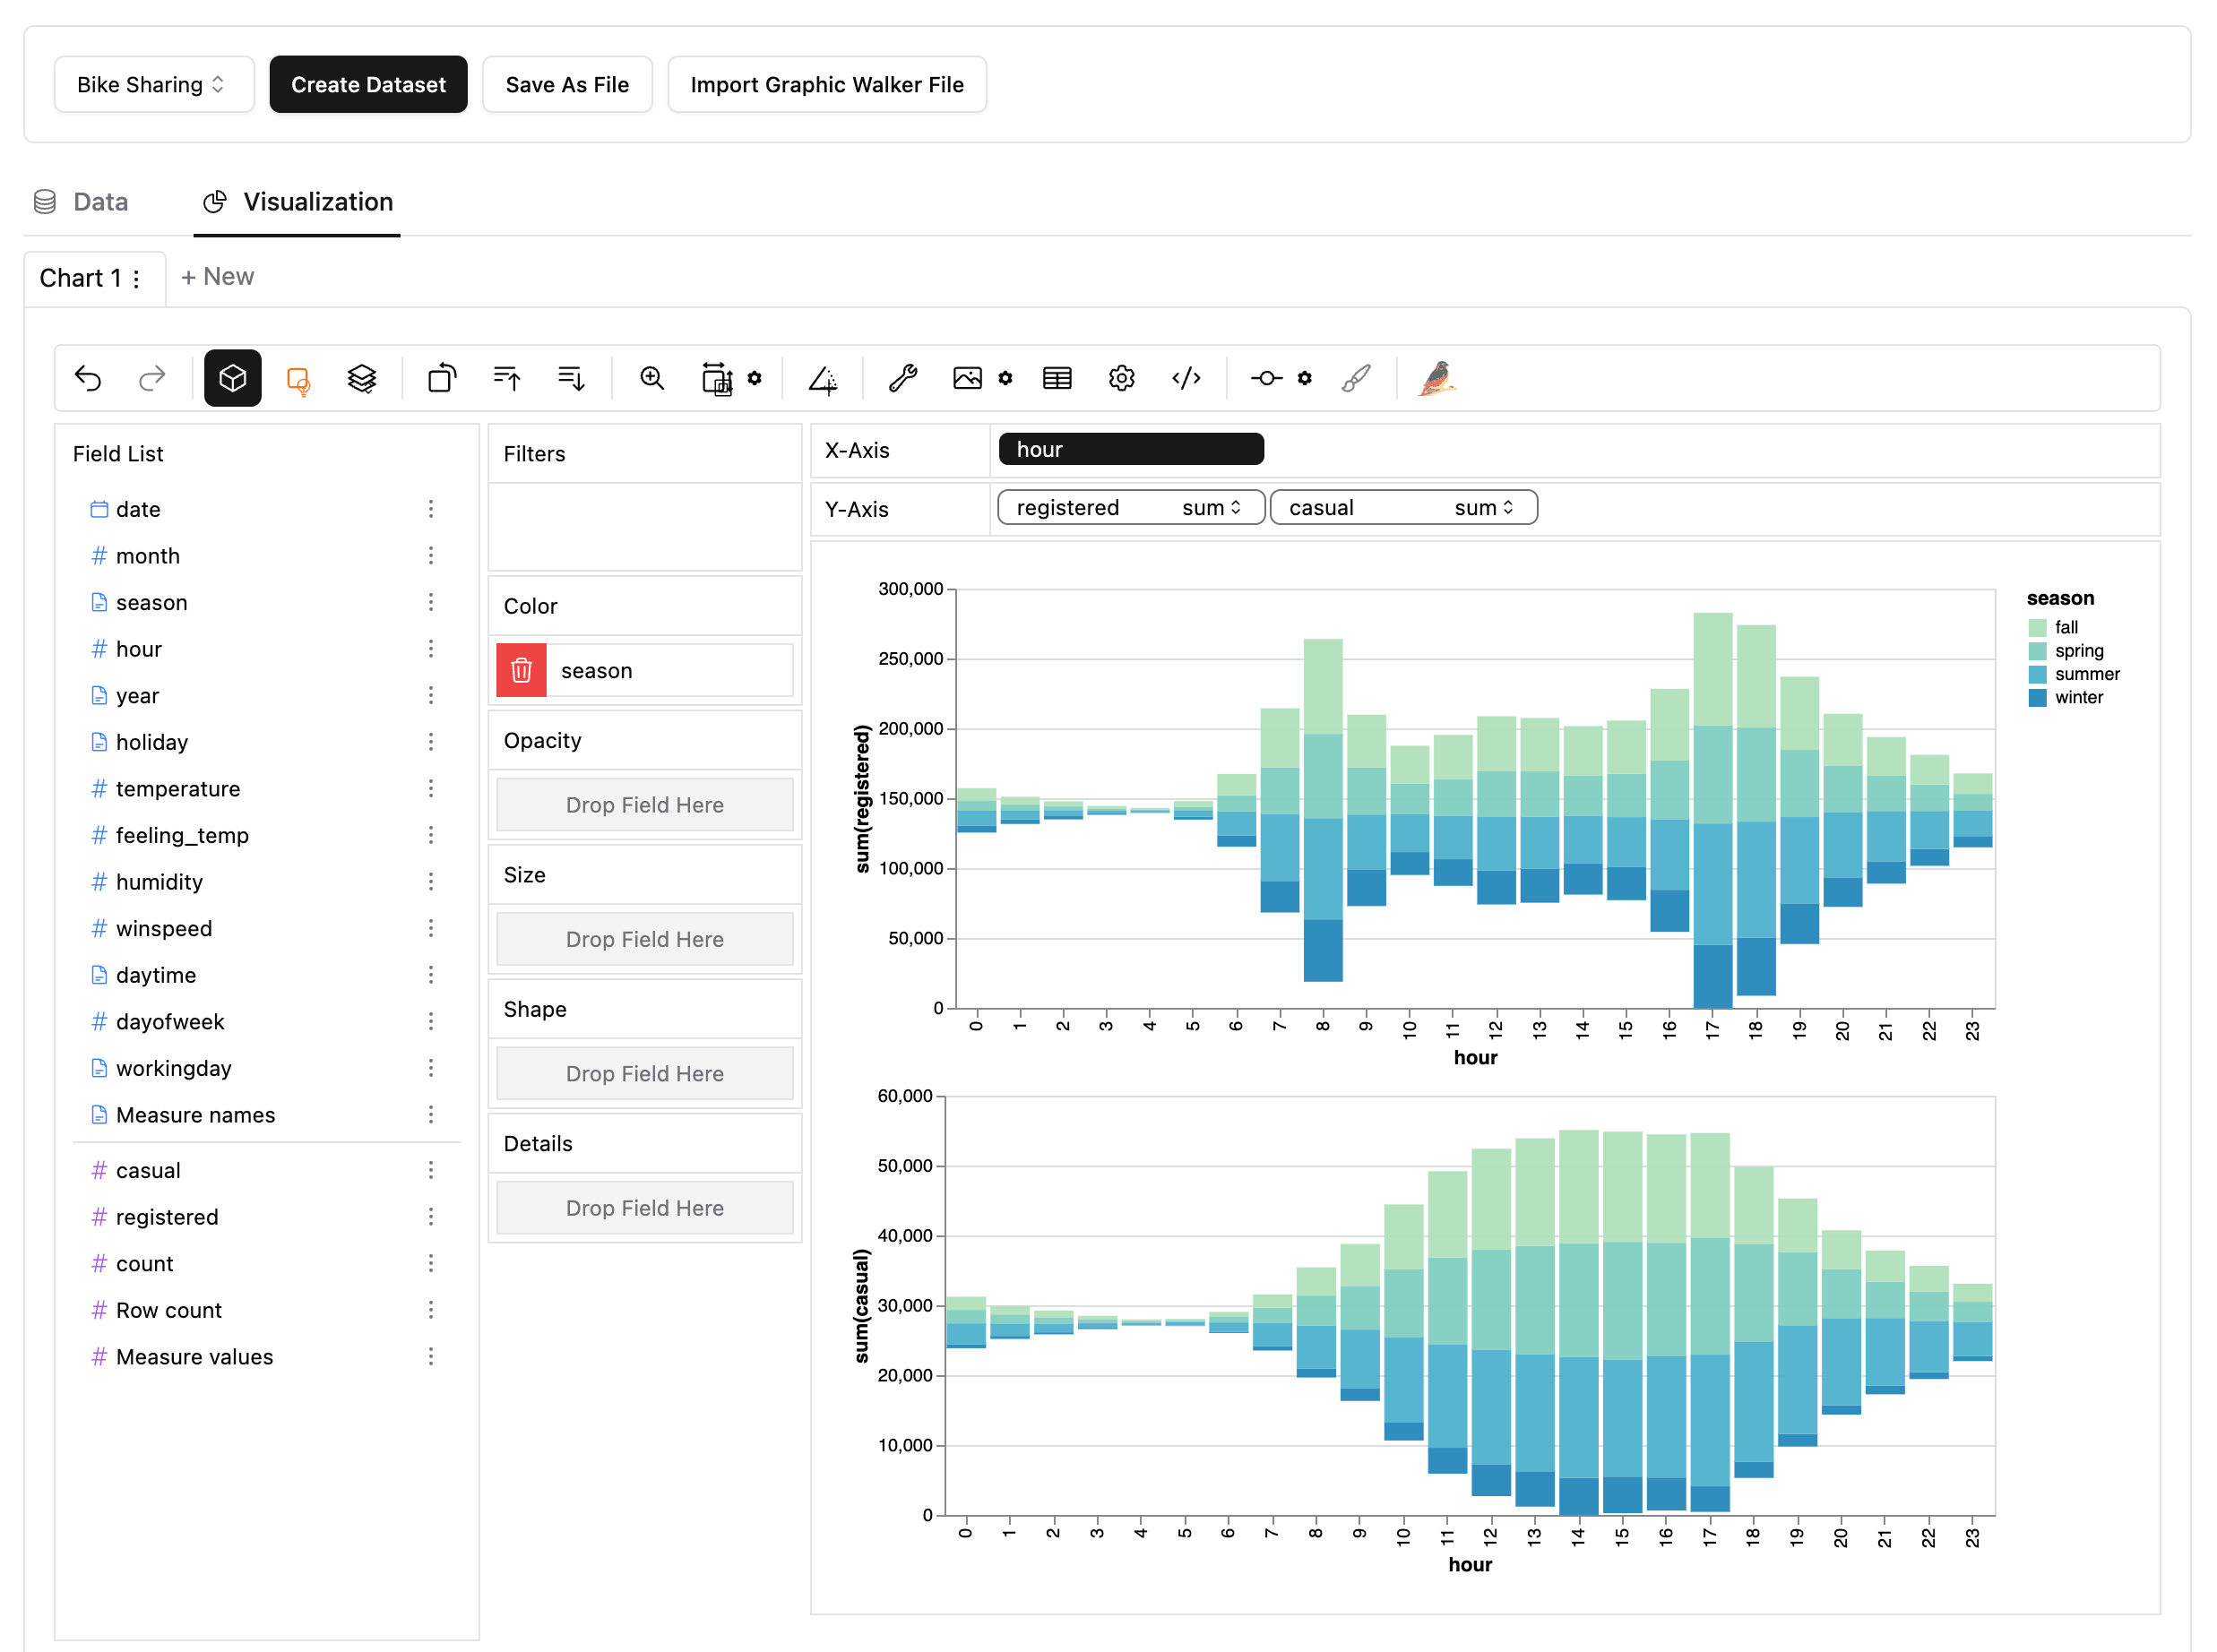 Bike Sharing Create Dataset Save As File Import Graphic Walker File
Data Visualization
Chart 1 + New
Field List
date
month
season
hour
year
holiday
temperature
feeling_temp
humidity
winspeed
daytime
dayofweek
workingday
Measure names
casual
registered
count
Row count
Measure values
Filters
Color
season
Opacity
Drop Field Here
Size
Drop Field Here
Shape
Drop Field Here
Details
Drop Field Here
X-Axis hour
Y-Axis registered sum casual sum
300,000
250,000
200,000
150,000
100,000
50,000
0
sum(registered)
0 1 2 3 4 5 6 7 8 9 10 11 12 13 14 15 16 17 18 19 20 21 22 23
hour
season
fall
spring
summer
winter
60,000
50,000
40,000
30,000
20,000
10,000
0
sum(casual)
0 1 2 3 4 5 6 7 8 9 10 11 12 13 14 15 16 17 18 19 20 21 22 23
hour